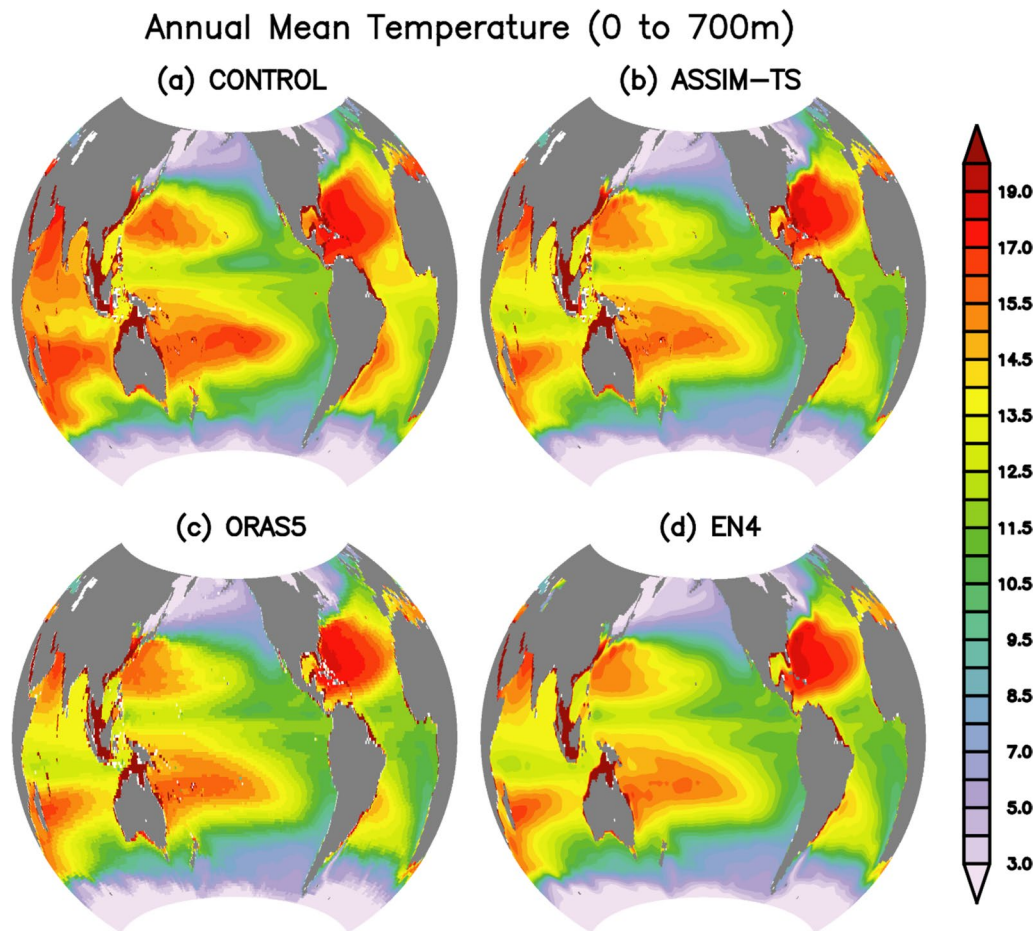 Annual Mean Temperature (0 to 700m)
(a) CONTROL
(b) ASSIM-TS
(c) ORAS5
(d) EN4
19.0
17.0
15.5
14.5
13.5
12.5
11.5
10.5
9.5
8.5
7.0
5.0
3.0